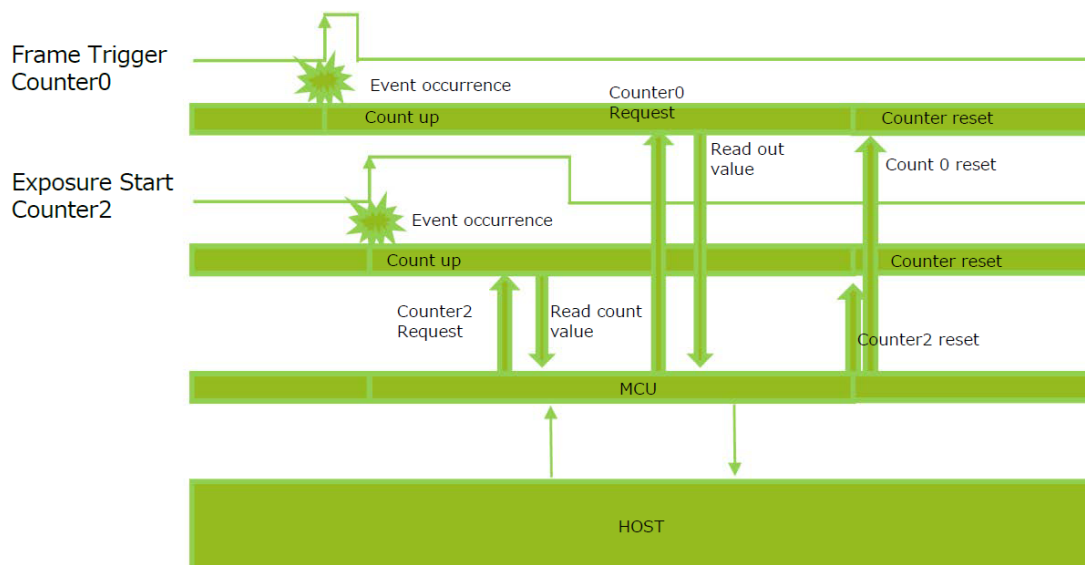 Frame Trigger
Counter0
Event occurrence
Counter0
Request
Count up
Counter reset
Read out
value
Count 0 reset
Exposure Start
Counter2
Event occurrence
Count up
Counter reset
Counter2
Request
Read count
value
Counter2 reset
MCU
HOST